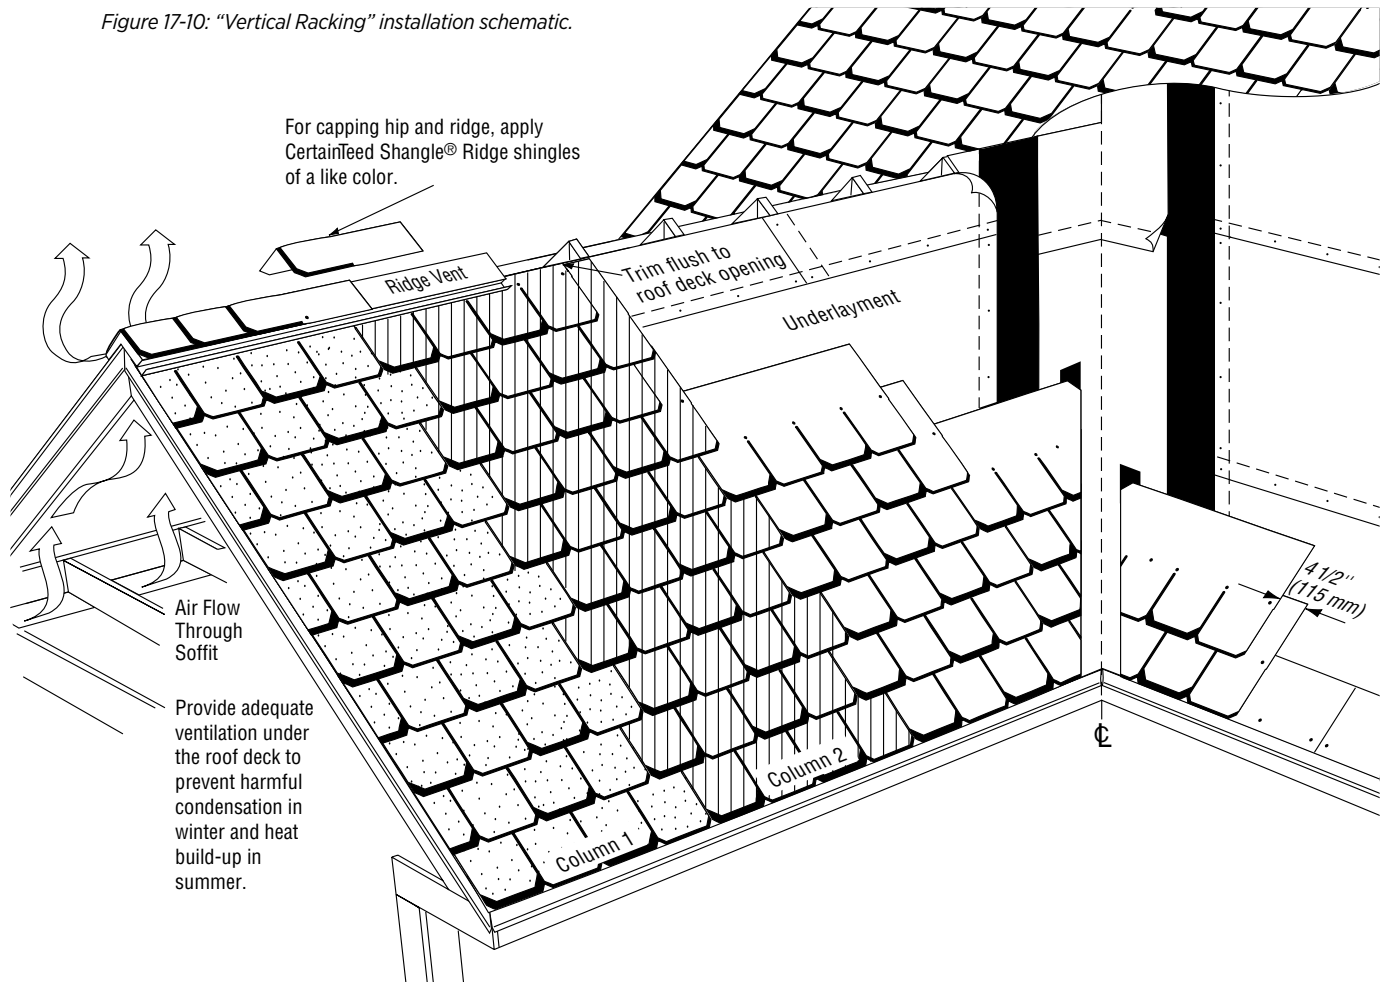 Figure 17-10: “Vertical Racking” installation schematic.
For capping hip and ridge, apply
CertainTeed Shangle® Ridge shingles
of a like color.
Ridge Vent
Trim flush to
roof deck opening
Underlayment
4 1/2"
(115 mm)
Air Flow
Through
Soffit
Provide adequate
ventilation under
the roof deck to
prevent harmful
condensation in
winter and heat
build-up in
summer.
Column 1
Column 2
℄